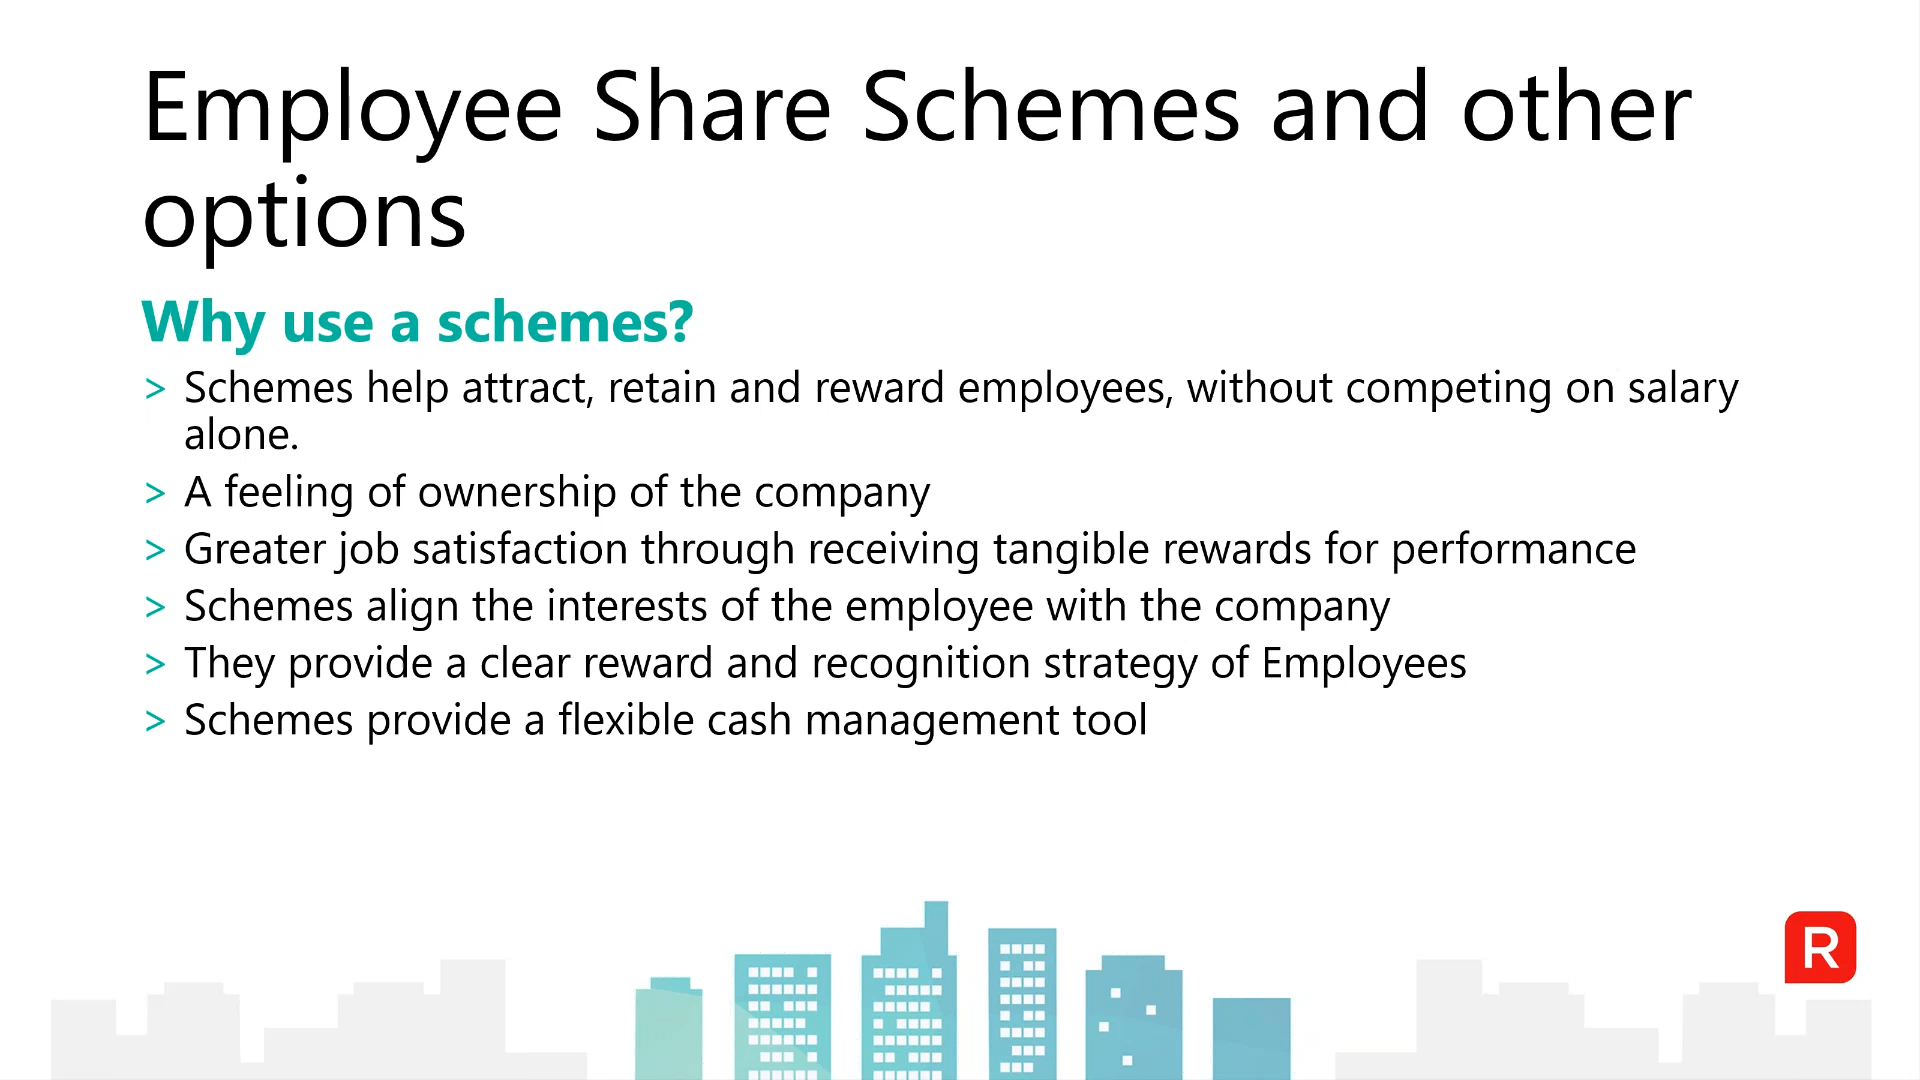 Employee Share Schemes and other
options
Why use a schemes?
> Schemes help attract, retain and reward employees, without competing on salary
alone.
> A feeling of ownership of the company
> Greater job satisfaction through receiving tangible rewards for performance
> Schemes align the interests of the employee with the company
> They provide a clear reward and recognition strategy of Employees
> Schemes provide a flexible cash management tool
R